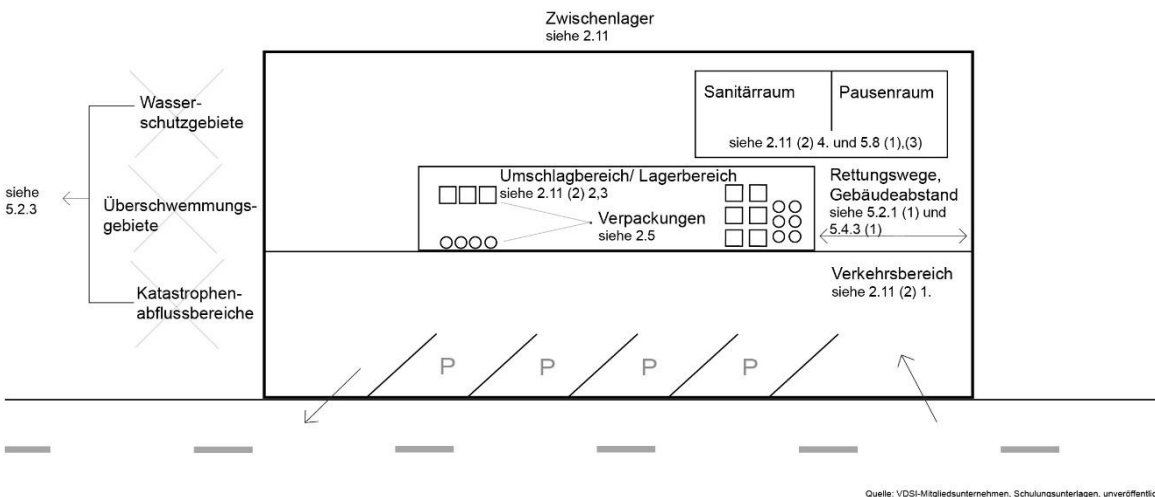 Zwischenlager
siehe 2.11
Wasser-
schutzgebiete
siehe
5.2.3
Überschwemmungs-
gebiete
Katastrophen-
abflussbereiche
Sanitärraum
Pausenraum
siehe 2.11 (2) 4. und 5.8 (1),(3)
Umschlagbereich/ Lagerbereich
siehe 2.11 (2) 2,3
Verpackungen
siehe 2.5
Rettungswege,
Gebäudeabstand
siehe 5.2.1 (1) und
5.4.3 (1)
Verkehrsbereich
siehe 2.11 (2) 1.
P
P
P
P
Quelle: VDSI-Mitgliedsunternehmen, Schulungsunterlagen, unveröffentlic